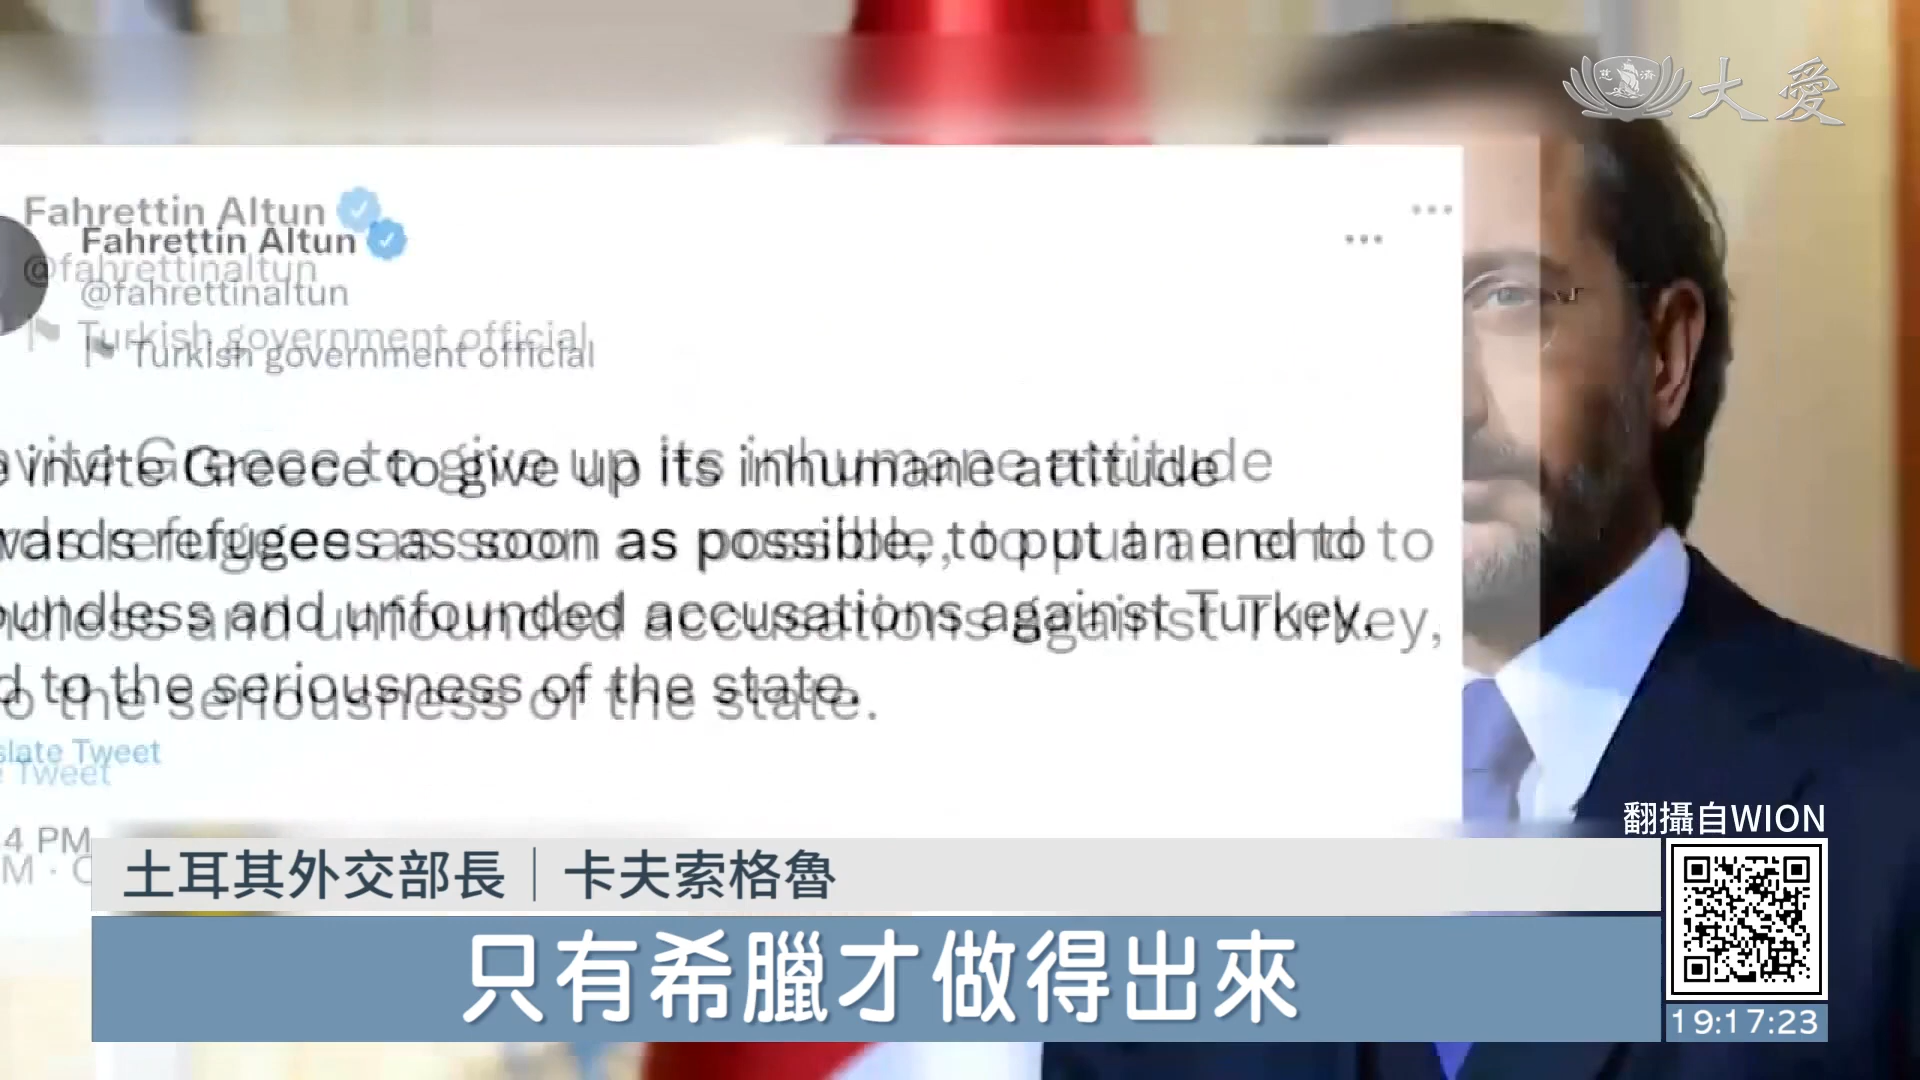 大愛
慈濟
Fahrettin Altun
@fahrettinaltun
Turkish government official
invite Greece to give up its inhumane attitude
refugees as soon as possible, to put an end to
and unfounded accusations against Turkey,
to the seriousness of the state.
Tweet
4 PM
翻攝自WION
土耳其外交部長｜卡夫索格魯
只有希臘才做得出來
19:17:23